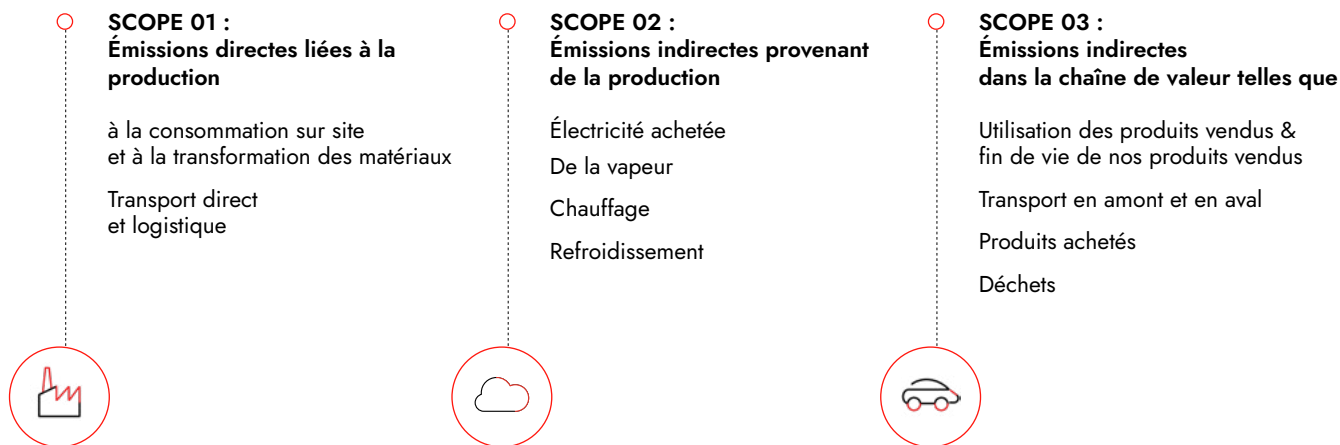 SCOPE 01 :
Émissions directes liées à la
production
à la consommation sur site
et à la transformation des matériaux
Transport direct
et logistique
SCOPE 02 :
Émissions indirectes provenant
de la production
Électricité achetée
De la vapeur
Chauffage
Refroidissement
SCOPE 03 :
Émissions indirectes
dans la chaîne de valeur telles que
Utilisation des produits vendus &
fin de vie de nos produits vendus
Transport en amont et en aval
Produits achetés
Déchets